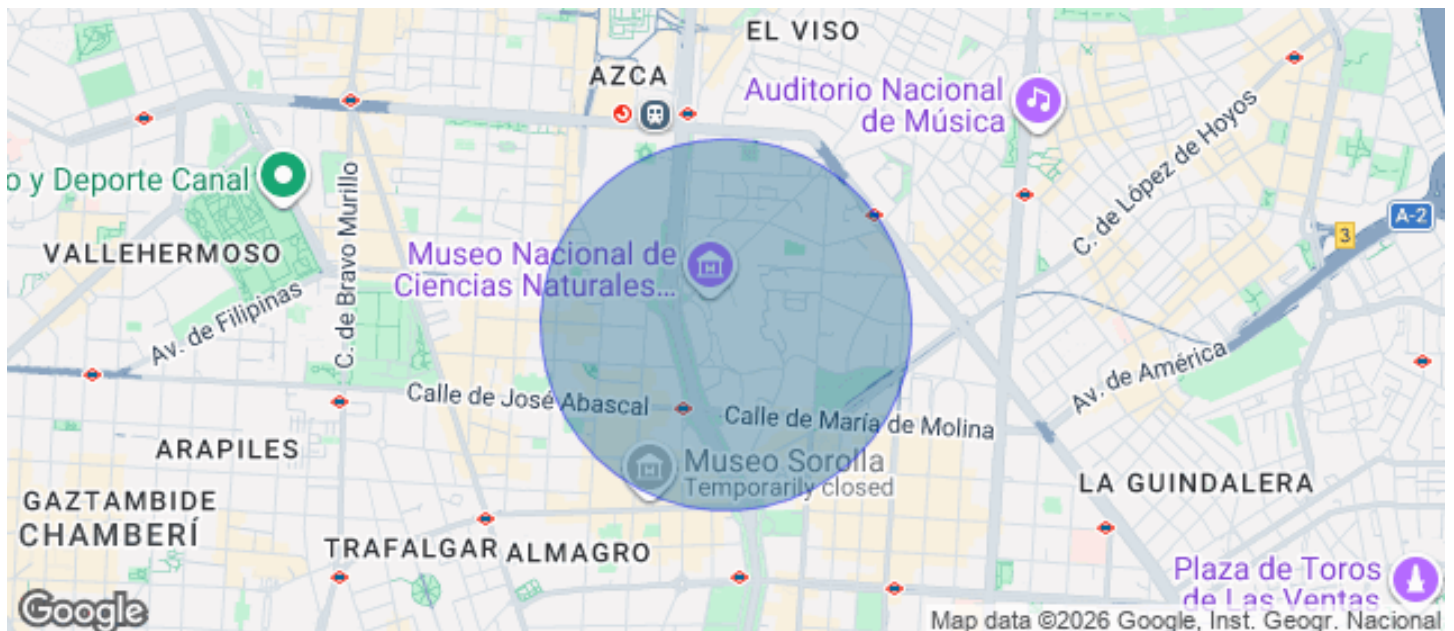 EL VISO
AZCA
Auditorio Nacional
de Música
o y Deporte Canal
C. de Bravo Murillo
C. de López de Hoyos
A-2
3
VALLEHERMOSO
Museo Nacional de
Ciencias Naturales...
Av. de Filipinas
Av. de América
Calle de José Abascal
Calle de María de Molina
ARAPILES
Museo Sorolla
Temporarily closed
LA GUINDALERA
GAZTAMBIDE
CHAMBERÍ
TRAFALGAR
ALMAGRO
Plaza de Toros
de Las Ventas
Google
Map data ©2026 Google, Inst. Geogr. Nacional